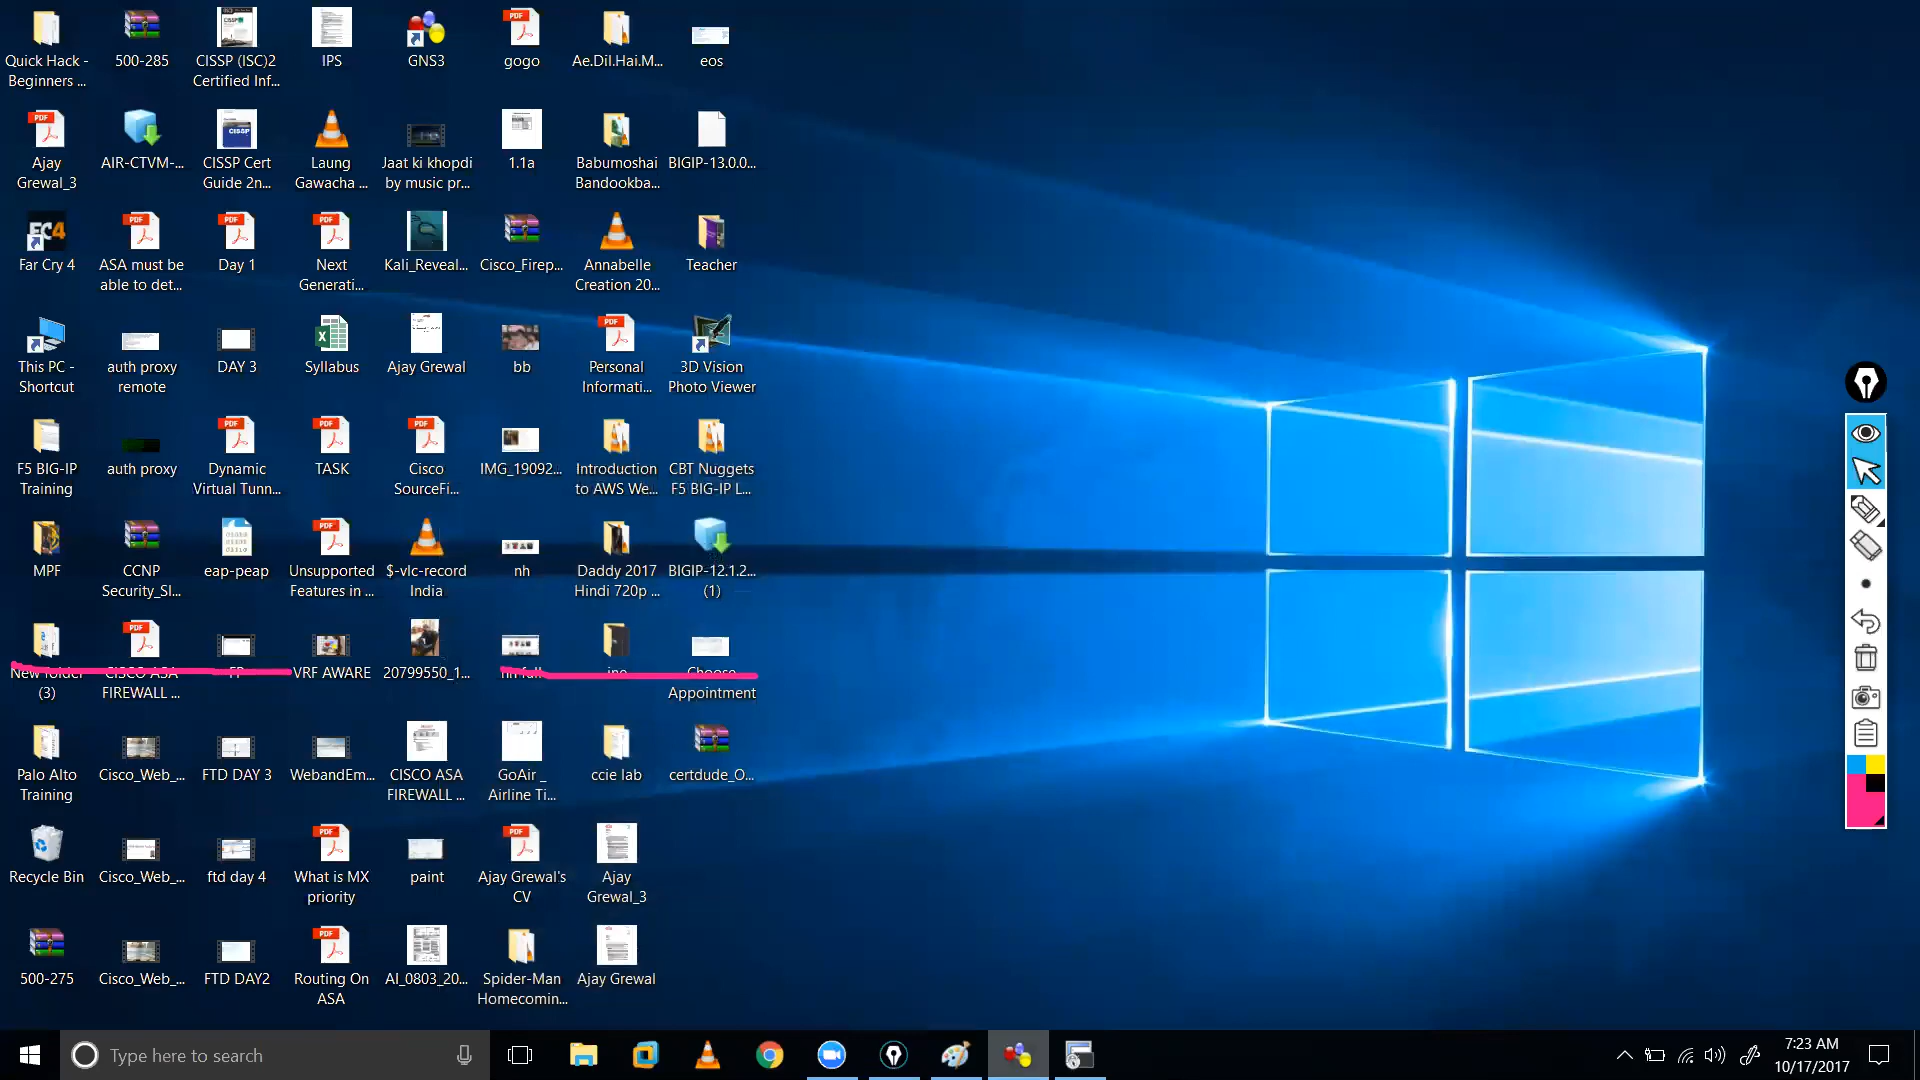 Quick Hack -
Beginners ...
500-285
CISSP (ISC)2
Certified Inf...
IPS
GNS3
gogo
Ae.Dil.Hai.M...
eos
Ajay
Grewal_3
AIR-CTVM-...
CISSP Cert
Guide 2n...
Laung
Gawacha ...
Jaat ki khopdi
by music pr...
1.1a
Babumoshai
Bandookba...
BIGIP-13.0.0...
Far Cry 4
ASA must be
able to det...
Day 1
Next
Generati...
Kali_Reveal...
Cisco_Firep...
Annabelle
Creation 20...
Teacher
This PC -
Shortcut
auth proxy
remote
DAY 3
Syllabus
Ajay Grewal
bb
Personal
Informati...
3D Vision
Photo Viewer
F5 BIG-IP
Training
auth proxy
Dynamic
Virtual Tunn...
TASK
Cisco
SourceFi...
IMG_19092...
Introduction
to AWS We...
CBT Nuggets
F5 BIG-IP L...
MPF
CCNP
Security_SI...
eap-peap
Unsupported
Features in ...
$-vlc-record
India
nh
Daddy 2017
Hindi 720p ...
BIGIP-12.1.2...
(1)
New folder
(3)
CISCO ASA
FIREWALL ...
VRF AWARE
20799550_1...
Choose
Appointment
Palo Alto
Training
Cisco_Web_...
FTD DAY 3
WebandEm...
CISCO ASA
FIREWALL ...
GoAir _
Airline Ti...
ccie lab
certdude_O...
Recycle Bin
Cisco_Web_...
ftd day 4
What is MX
priority
paint
Ajay Grewal's
CV
Ajay
Grewal_3
500-275
Cisco_Web_...
FTD DAY2
Routing On
ASA
AI_0803_20...
Spider-Man
Homecomin...
Ajay Grewal
Type here to search
7:23 AM
10/17/2017